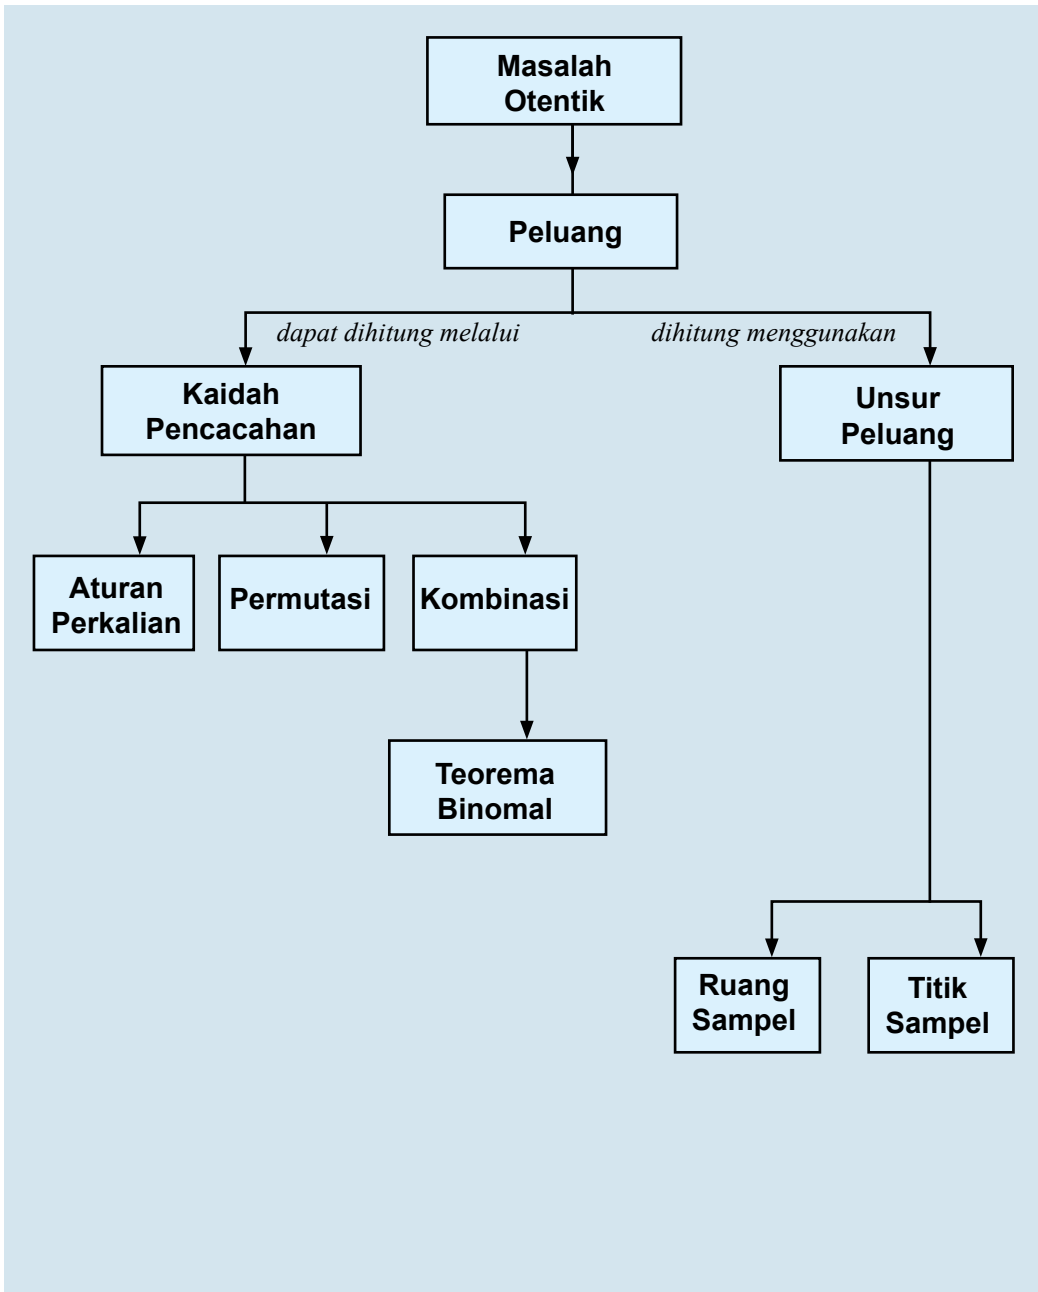 Masalah
Otentik
Peluang
dapat dihitung melalui
dihitung menggunakan
Kaidah
Pencacahan
Unsur
Peluang
Aturan
Perkalian
Permutasi
Kombinasi
Teorema
Binomal
Ruang
Sampel
Titik
Sampel